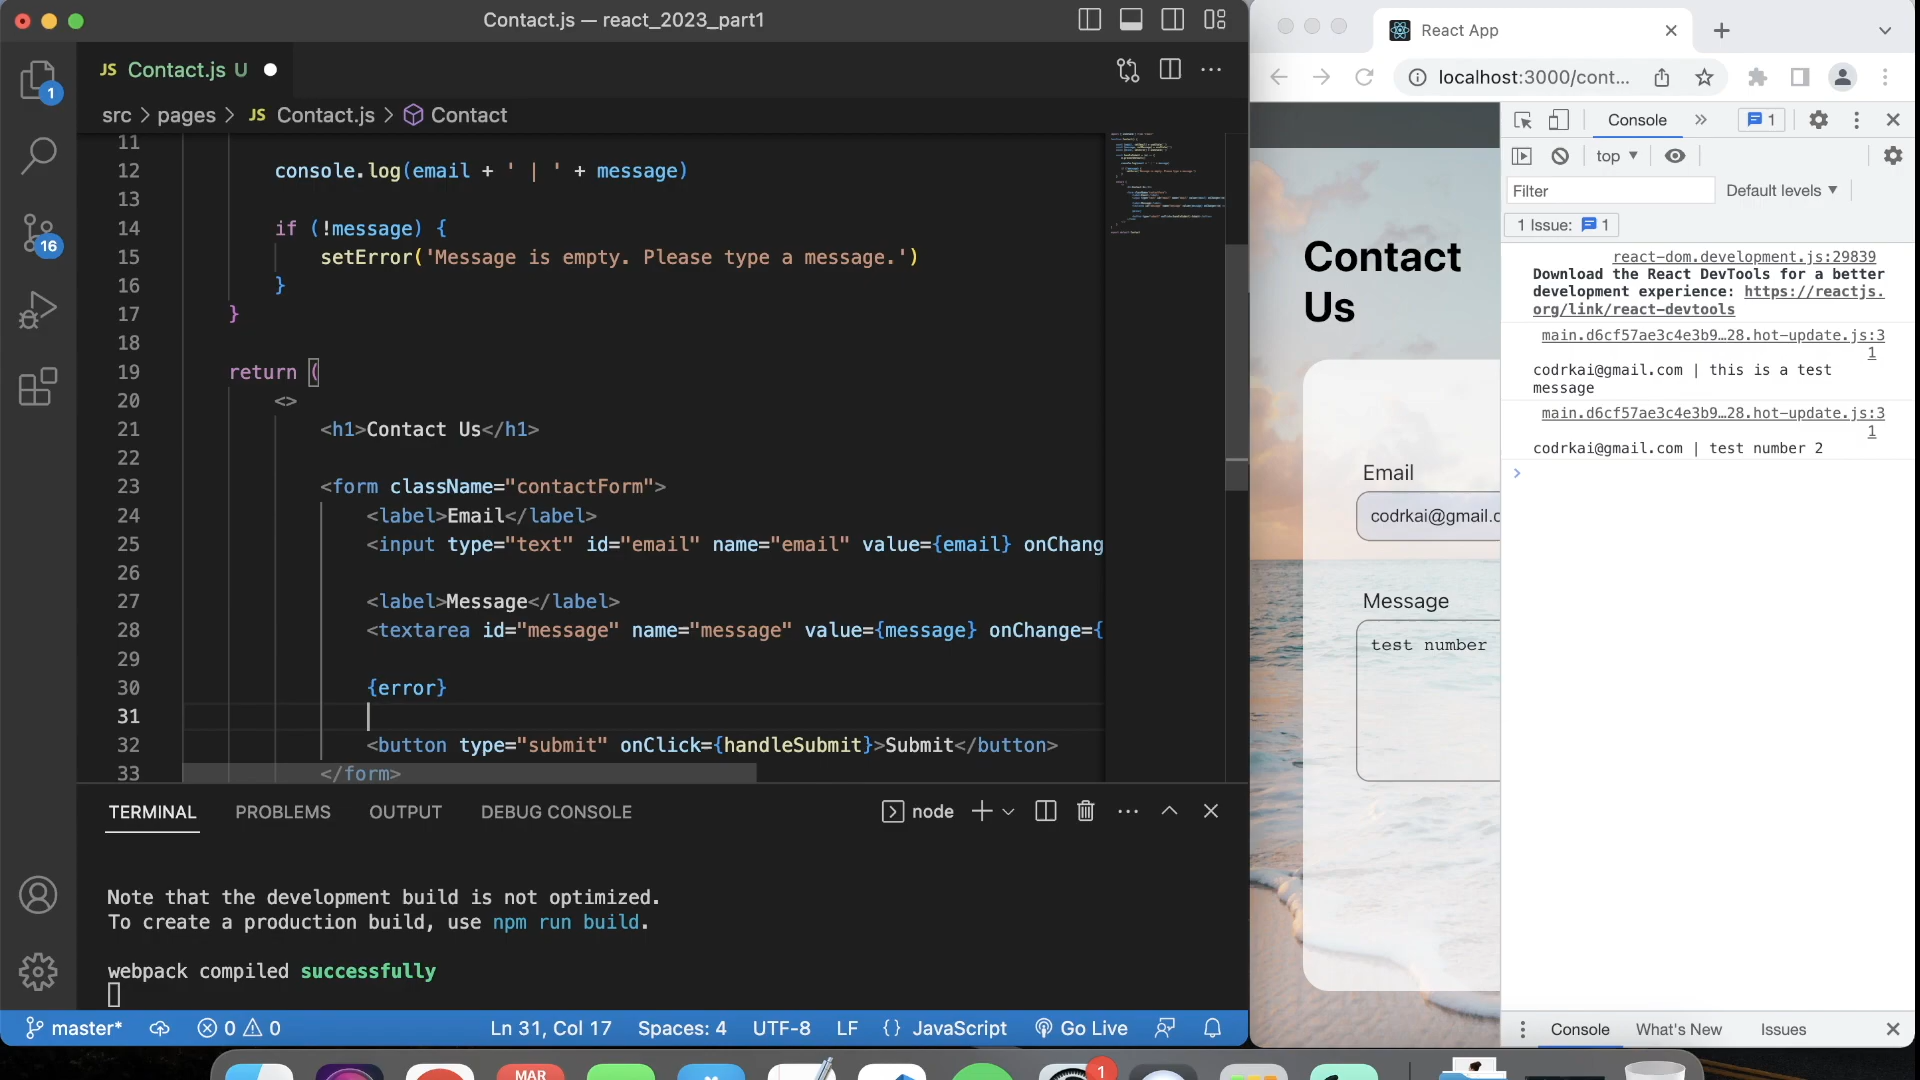 Contact.js — react_2023_part1
JS Contact.js U
src > pages > JS Contact.js > Contact
11
12 console.log(email + ' | ' + message)
13
14 if (!message) {
15 setError('Message is empty. Please type a message.')
16 }
17 }
18
19 return (
20 <>
21 <h1>Contact Us</h1>
22
23 <form className="contactForm">
24 <label>Email</label>
25 <input type="text" id="email" name="email" value={email} onChang
26
27 <label>Message</label>
28 <textarea id="message" name="message" value={message} onChange={
29
30 {error}
31
32 <button type="submit" onClick={handleSubmit}>Submit</button>
33 </form>
1
16
TERMINAL PROBLEMS OUTPUT DEBUG CONSOLE node
Note that the development build is not optimized.
To create a production build, use npm run build.
webpack compiled successfully
master* 0 0 Ln 31, Col 17 Spaces: 4 UTF-8 LF {} JavaScript Go Live
React App
localhost:3000/cont...
Contact
Us
Email
codrkai@gmail.c
Message
test number
Console 1
top
Filter Default levels
1 Issue: 1
react-dom.development.js:29839
Download the React DevTools for a better
development experience: https://reactjs.
org/link/react-devtools
main.d6cf57ae3c4e3b9…28.hot-update.js:3
1
codrkai@gmail.com | this is a test
message
main.d6cf57ae3c4e3b9…28.hot-update.js:3
1
codrkai@gmail.com | test number 2
Console What's New Issues
MAR
1